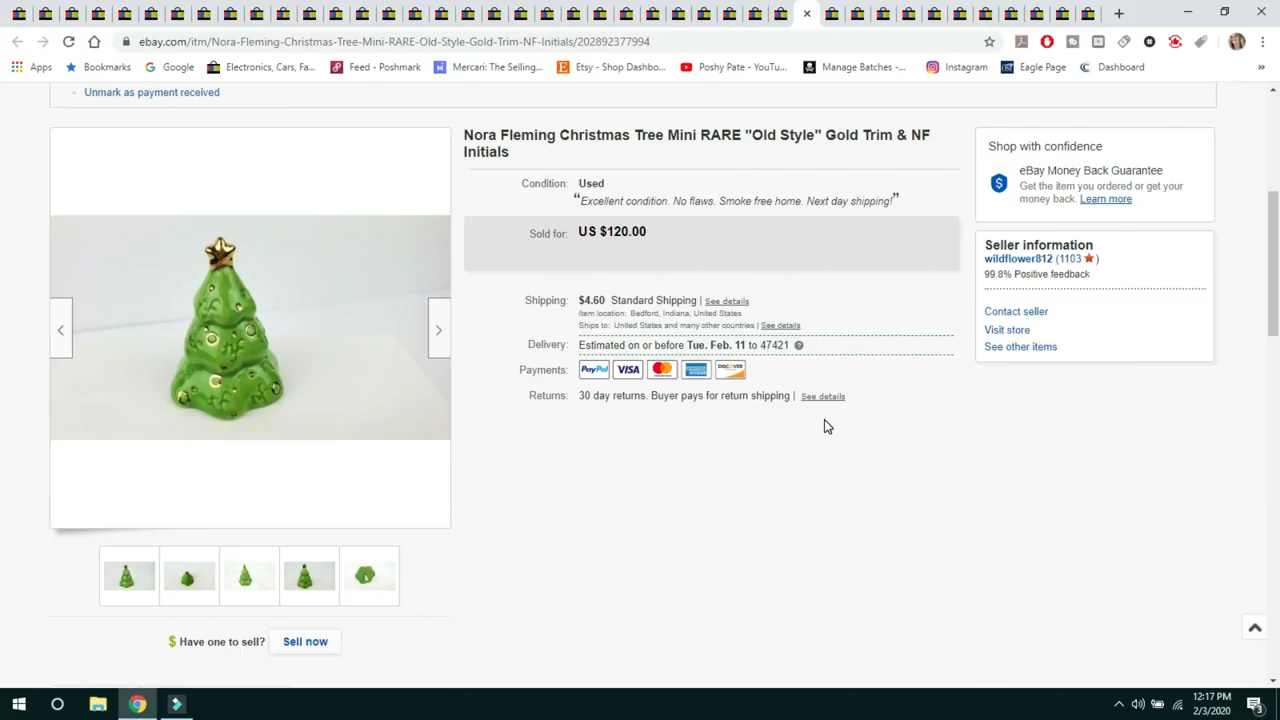 ebay.com/itm/Nora-Fleming-Christmas-Tree-Mini-RARE-Old-Style-Gold-Trim-NF-Initials/202892377994
Apps
Bookmarks
Google
Electronics, Cars, Fa...
Feed - Poshmark
Mercari: The Selling...
Etsy - Shop Dashbo...
Poshy Pate - YouTu...
Manage Batches -...
Instagram
Eagle Page
Dashboard
»
Unmark as payment received
Nora Fleming Christmas Tree Mini RARE "Old Style" Gold Trim & NF
Initials
Condition: Used
“Excellent condition. No flaws. Smoke free home. Next day shipping!”
Sold for: US $120.00
Shipping: $4.60 Standard Shipping | See details
Item location: Bedford, Indiana, United States
Ships to: United States and many other countries | See details
Delivery: Estimated on or before Tue. Feb. 11 to 47421
Payments: PayPal VISA MasterCard AMERICAN EXPRESS DISCOVER
Returns: 30 day returns. Buyer pays for return shipping | See details
Shop with confidence
eBay Money Back Guarantee
Get the item you ordered or get your
money back. Learn more
Seller information
wildflower812 (1103 )
99.8% Positive feedback
Contact seller
Visit store
See other items
$ Have one to sell? Sell now
12:17 PM
2/3/2020
3